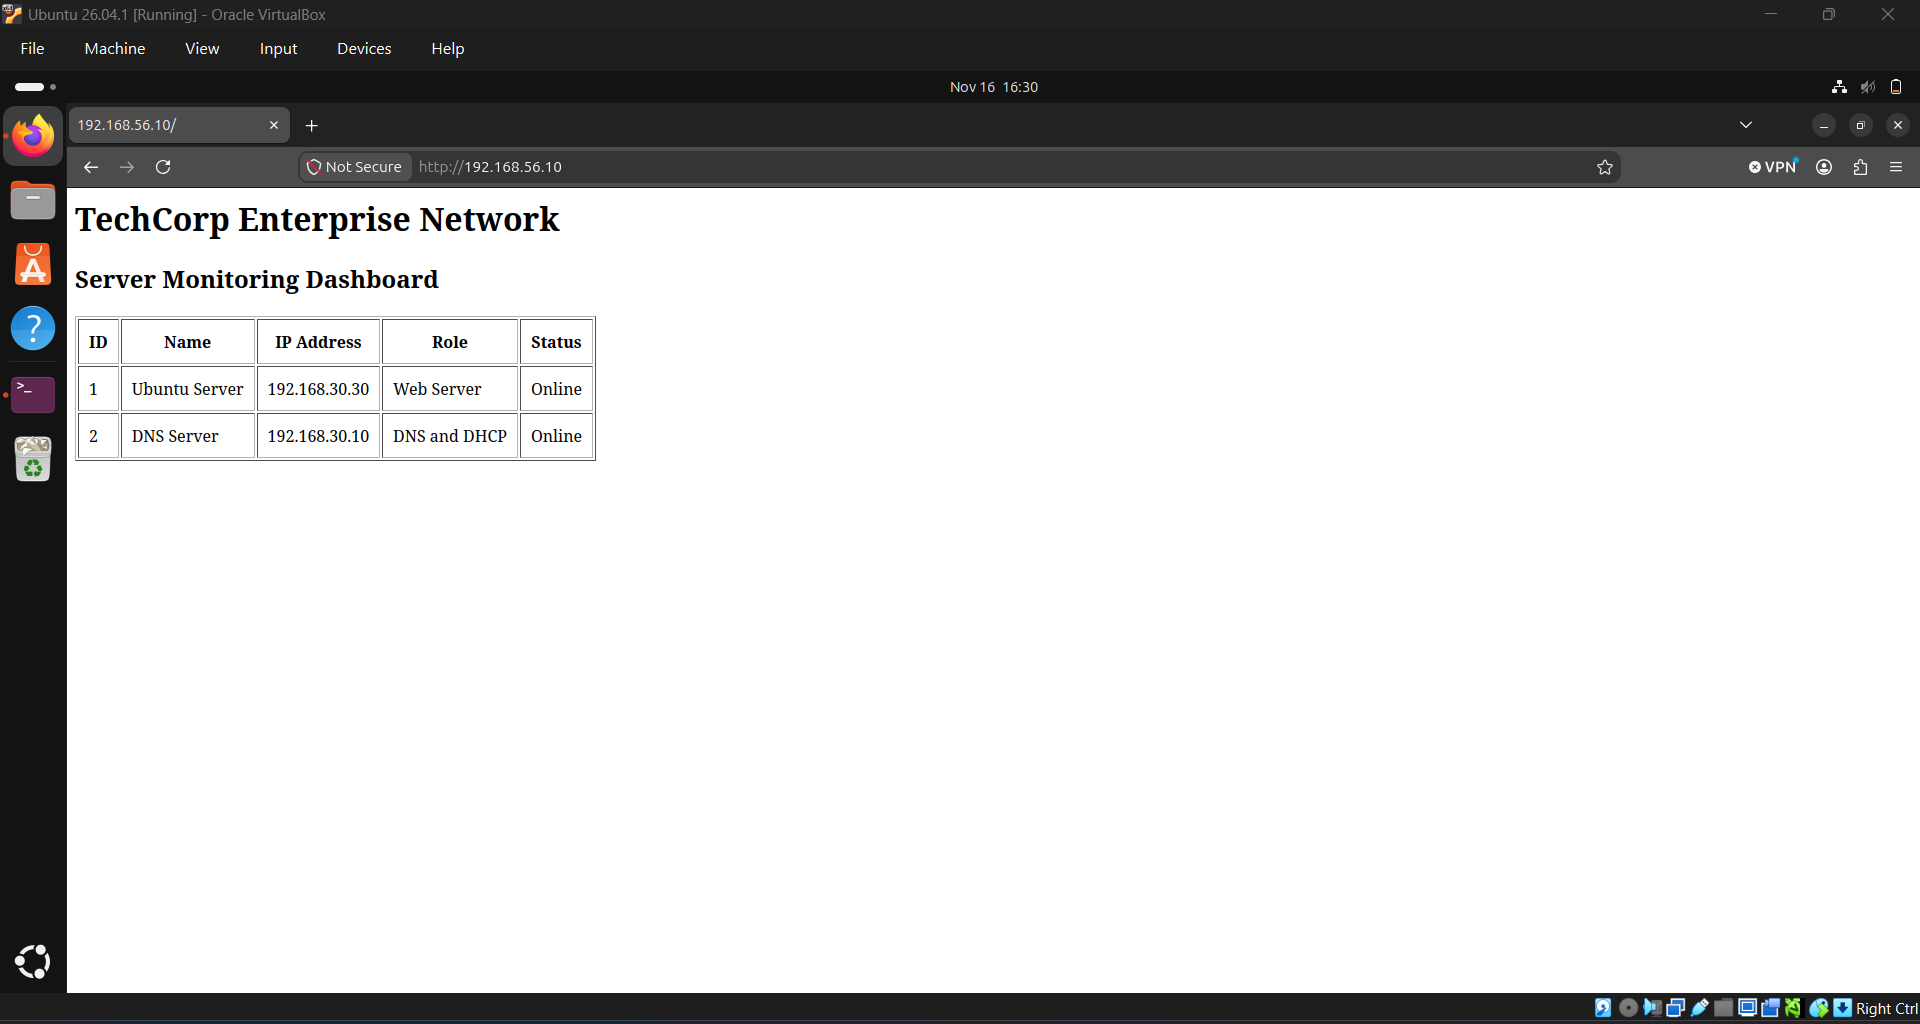 Ubuntu 26.04.1 [Running] - Oracle VirtualBox
File Machine View Input Devices Help
Nov 16 16:30
192.168.56.10/
Not Secure http://192.168.56.10
VPN
TechCorp Enterprise Network
Server Monitoring Dashboard
ID Name IP Address Role Status
1 Ubuntu Server 192.168.30.30 Web Server Online
2 DNS Server 192.168.30.10 DNS and DHCP Online
Right Ctrl